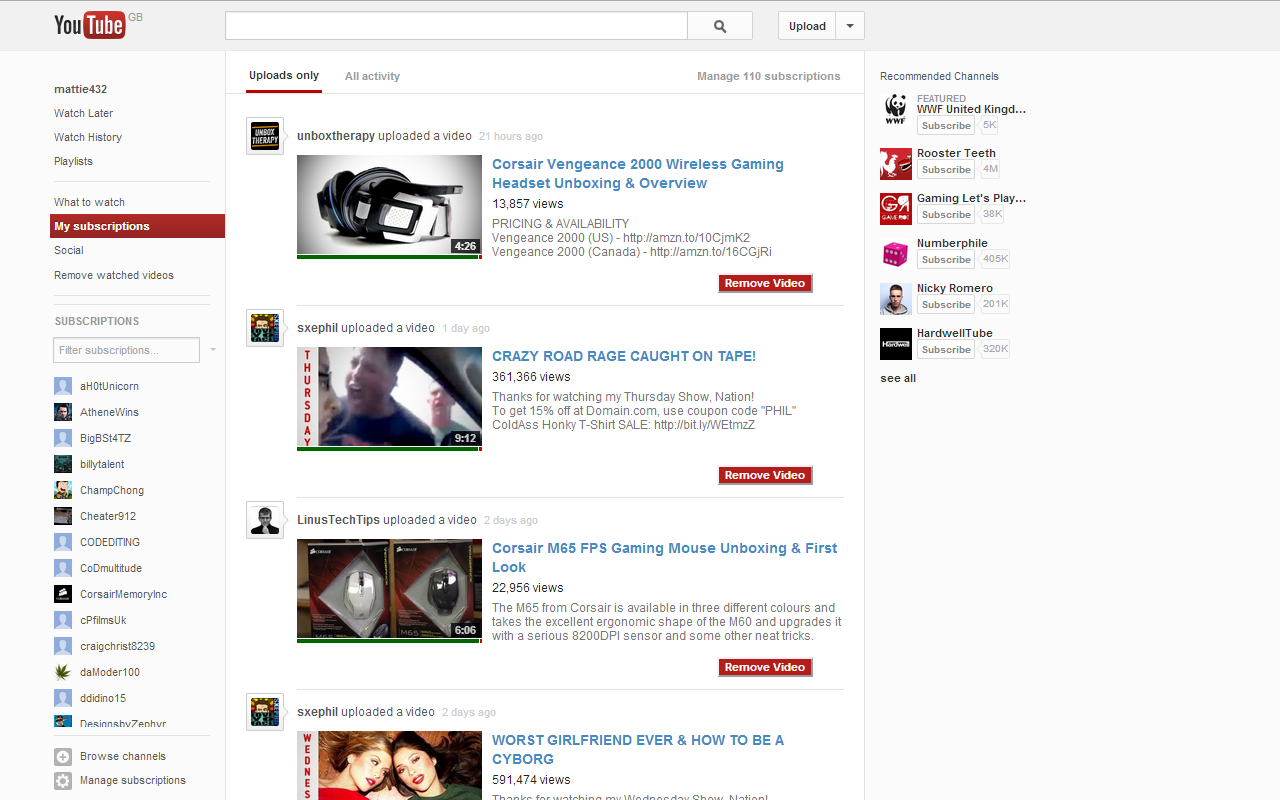 YouTube GB
Upload
mattie432
Watch Later
Watch History
Playlists
What to watch
My subscriptions
Social
Remove watched videos
SUBSCRIPTIONS
Filter subscriptions...
aH0tUnicorn
AtheneWins
BigBSt4TZ
billytalent
ChampChong
Cheater912
CODEDITING
CoDmultitude
CorsairMemoryInc
cPfilmsUk
craigchrist8239
daModer100
ddidino15
DesignsbyZephyr
Browse channels
Manage subscriptions
Uploads only
All activity
Manage 110 subscriptions
UNBOX
THERAPY
unboxtherapy uploaded a video 21 hours ago
4:26
Corsair Vengeance 2000 Wireless Gaming
Headset Unboxing & Overview
13,857 views
PRICING & AVAILABILITY
Vengeance 2000 (US) - http://amzn.to/10CjmK2
Vengeance 2000 (Canada) - http://amzn.to/16CGjRi
Remove Video
sxephil uploaded a video 1 day ago
THURSDAY
9:12
CRAZY ROAD RAGE CAUGHT ON TAPE!
361,366 views
Thanks for watching my Thursday Show, Nation!
To get 15% off at Domain.com, use coupon code "PHIL"
ColdAss Honky T-Shirt SALE: http://bit.ly/WEtmzZ
Remove Video
LinusTechTips uploaded a video 2 days ago
CORSAIR
CORSAIR
M65
M65
6:06
Corsair M65 FPS Gaming Mouse Unboxing & First
Look
22,956 views
The M65 from Corsair is available in three different colours and
takes the excellent ergonomic shape of the M60 and upgrades it
with a serious 8200DPI sensor and some other neat tricks.
Remove Video
sxephil uploaded a video 2 days ago
WEDNES
WORST GIRLFRIEND EVER & HOW TO BE A
CYBORG
591,474 views
Thanks for watching my Wednesday Show, Nation!
Recommended Channels
WWF
FEATURED
WWF United Kingd...
Subscribe 5K
Rooster Teeth
Subscribe 4M
GAME RIOT
Gaming Let's Play...
Subscribe 38K
Numberphile
Subscribe 405K
Nicky Romero
Subscribe 201K
Hardwell
HardwellTube
Subscribe 320K
see all